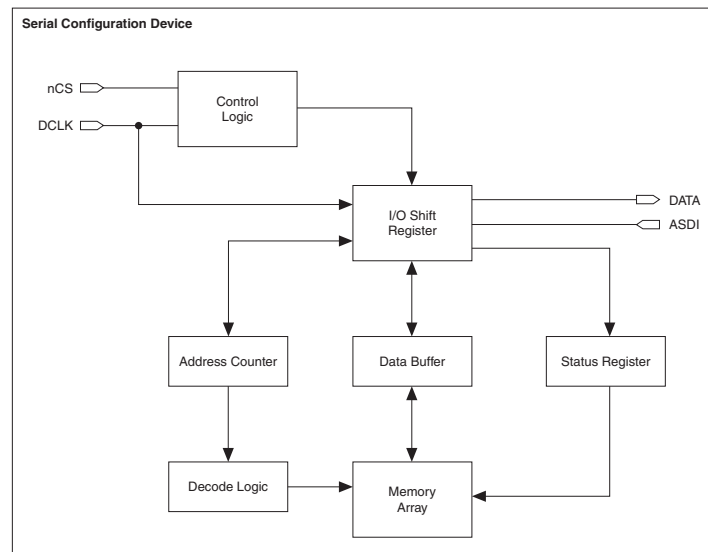 Serial Configuration Device
nCS
Control
Logic
DCLK
DATA
I/O Shift
Register
ASDI
Address Counter
Data Buffer
Status Register
Decode Logic
Memory
Array